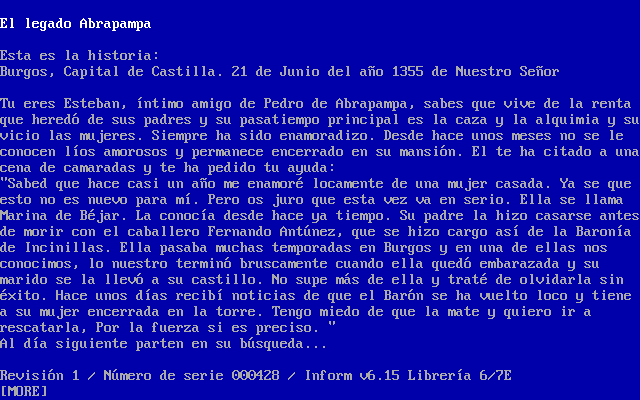 El legado Abrapampa
Esta es la historia:
Burgos, Capital de Castilla. 21 de Junio del año 1355 de Nuestro Señor
Tu eres Esteban, íntimo amigo de Pedro de Abrapampa, sabes que vive de la renta
que heredó de sus padres y su pasatiempo principal es la caza y la alquimia y su
vicio las mujeres. Siempre ha sido enamoradizo. Desde hace unos meses no se le
conocen líos amorosos y permanece encerrado en su mansión. El te ha citado a una
cena de camaradas y te ha pedido tu ayuda:
"Sabed que hace casi un año me enamoré locamente de una mujer casada. Ya se que
esto no es nuevo para mí. Pero os juro que esta vez va en serio. Ella se llama
Marina de Béjar. La conocía desde hace ya tiempo. Su padre la hizo casarse antes
de morir con el caballero Fernando Antúnez, que se hizo cargo así de la Baronía
de Incinillas. Ella pasaba muchas temporadas en Burgos y en una de ellas nos
conocimos, lo nuestro terminó bruscamente cuando ella quedó embarazada y su
marido se la llevó a su castillo. No supe más de ella y traté de olvidarla sin
éxito. Hace unos días recibí noticias de que el Barón se ha vuelto loco y tiene
a su mujer encerrada en la torre. Tengo miedo de que la mate y quiero ir a
rescatarla, Por la fuerza si es preciso. "
Al día siguiente parten en su búsqueda...
Revisión 1 / Número de serie 000428 / Inform v6.15 Librería 6/7E
[MORE]